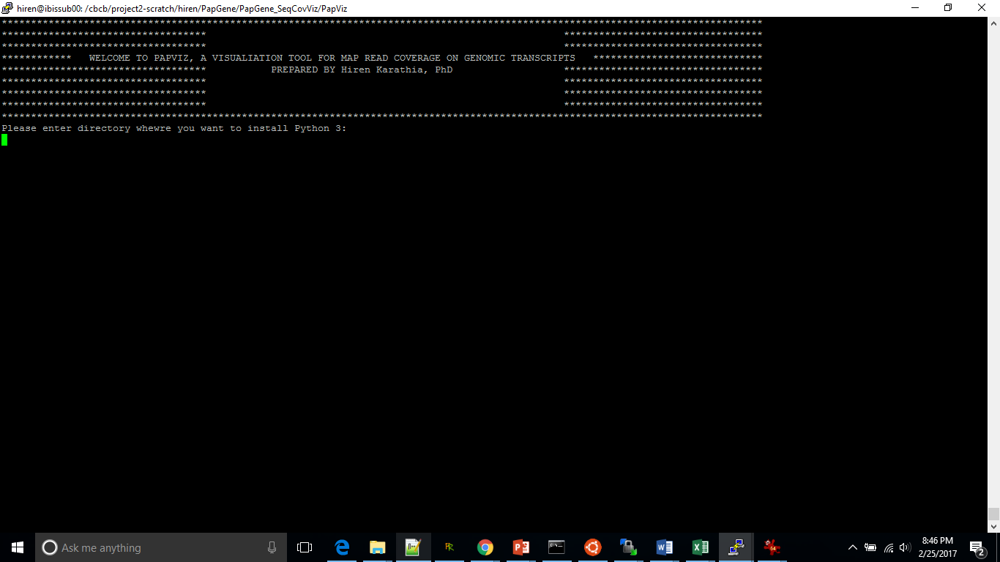 hiren@ibissub00: /cbcb/project2-scratch/hiren/PapGene/PapGene_SeqCovViz/PapViz
**********************************************************************************************************************************
*********************************** **********************************
*********************************** **********************************
************ WELCOME TO PAPVIZ, A VISUALIATION TOOL FOR MAP READ COVERAGE ON GENOMIC TRANSCRIPTS *****************************
*********************************** PREPARED BY Hiren Karathia, PhD **********************************
*********************************** **********************************
*********************************** **********************************
*********************************** **********************************
**********************************************************************************************************************************
Please enter directory whewre you want to install Python 3:
Ask me anything
8:46 PM
2/25/2017
2